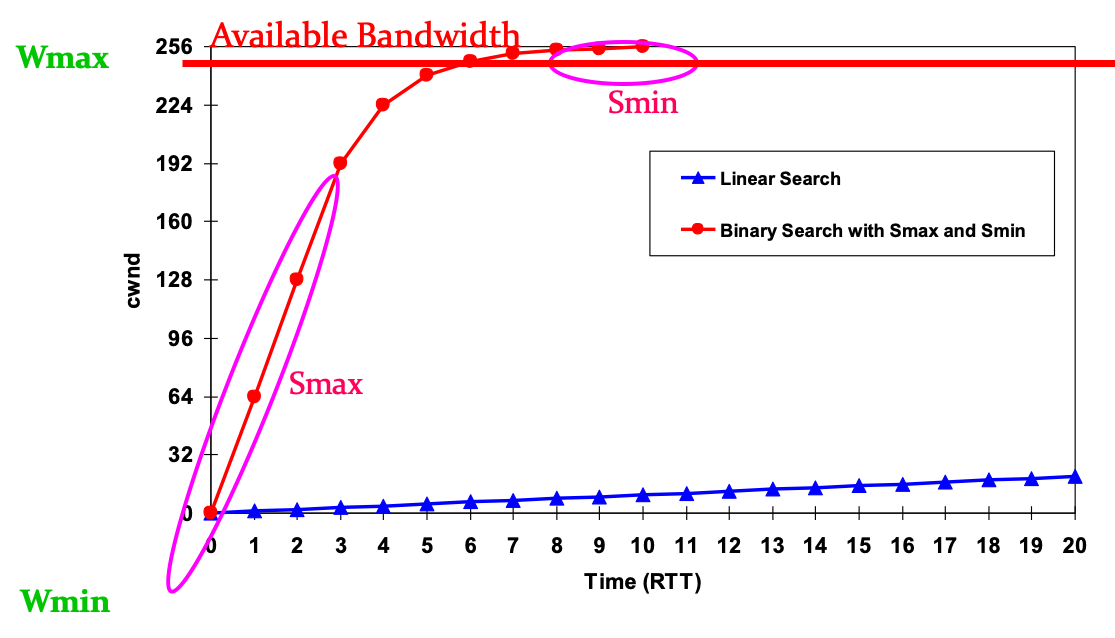 Available Bandwidth
Wmax
256
224
192
160
128
96
64
32
0
cwnd
Smin
Linear Search
Binary Search with Smax and Smin
Smax
0 1 2 3 4 5 6 7 8 9 10 11 12 13 14 15 16 17 18 19 20
Time (RTT)
Wmin